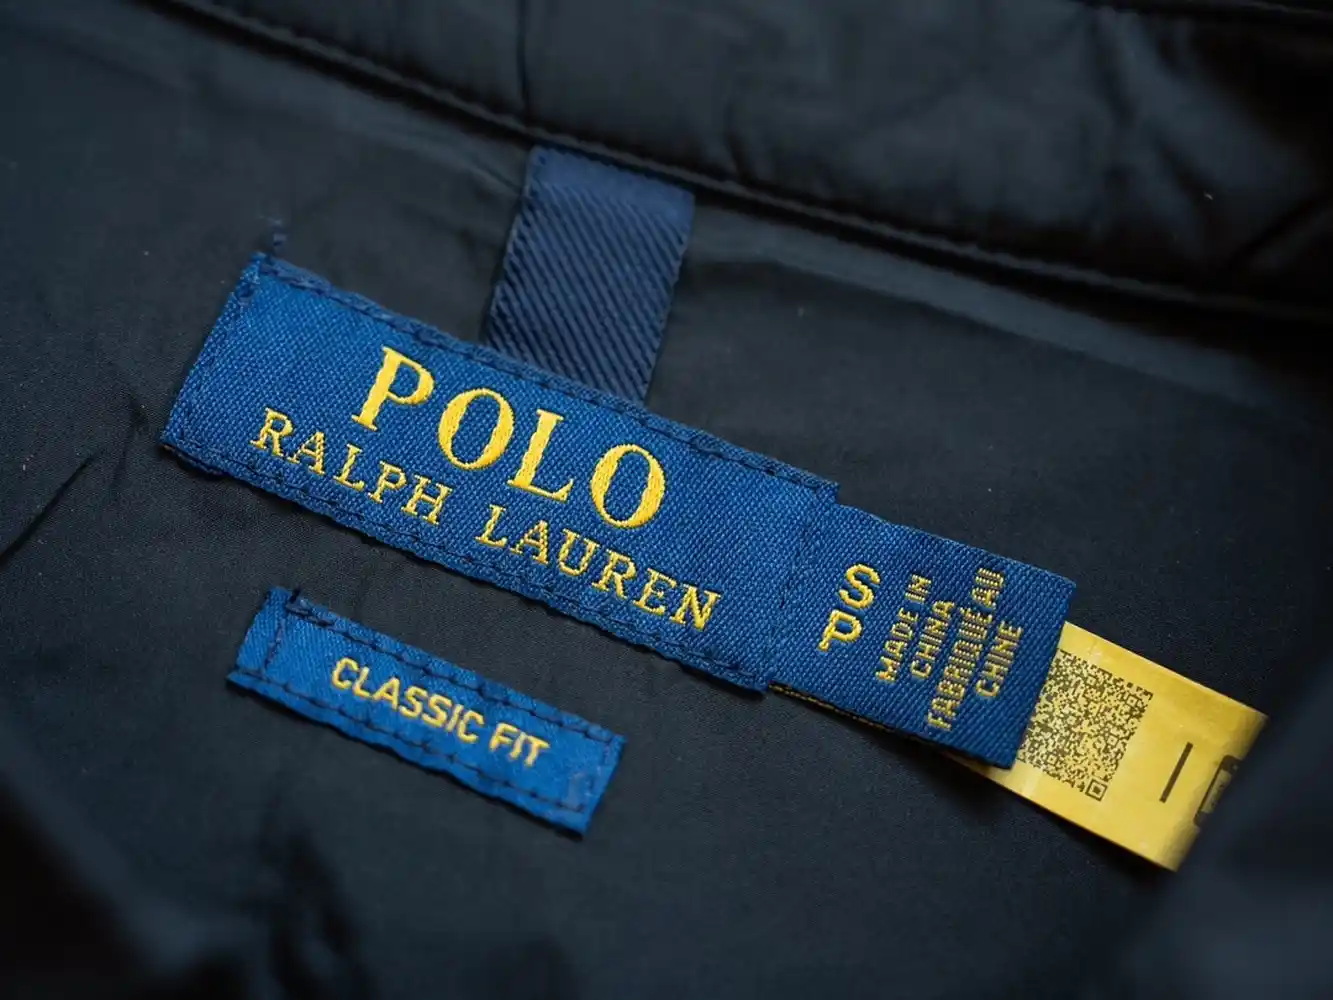 POLO
RALPH LAUREN
S
P
MADE IN
CHINA
FABRIQUÉ AU
CHINE
CLASSIC FIT